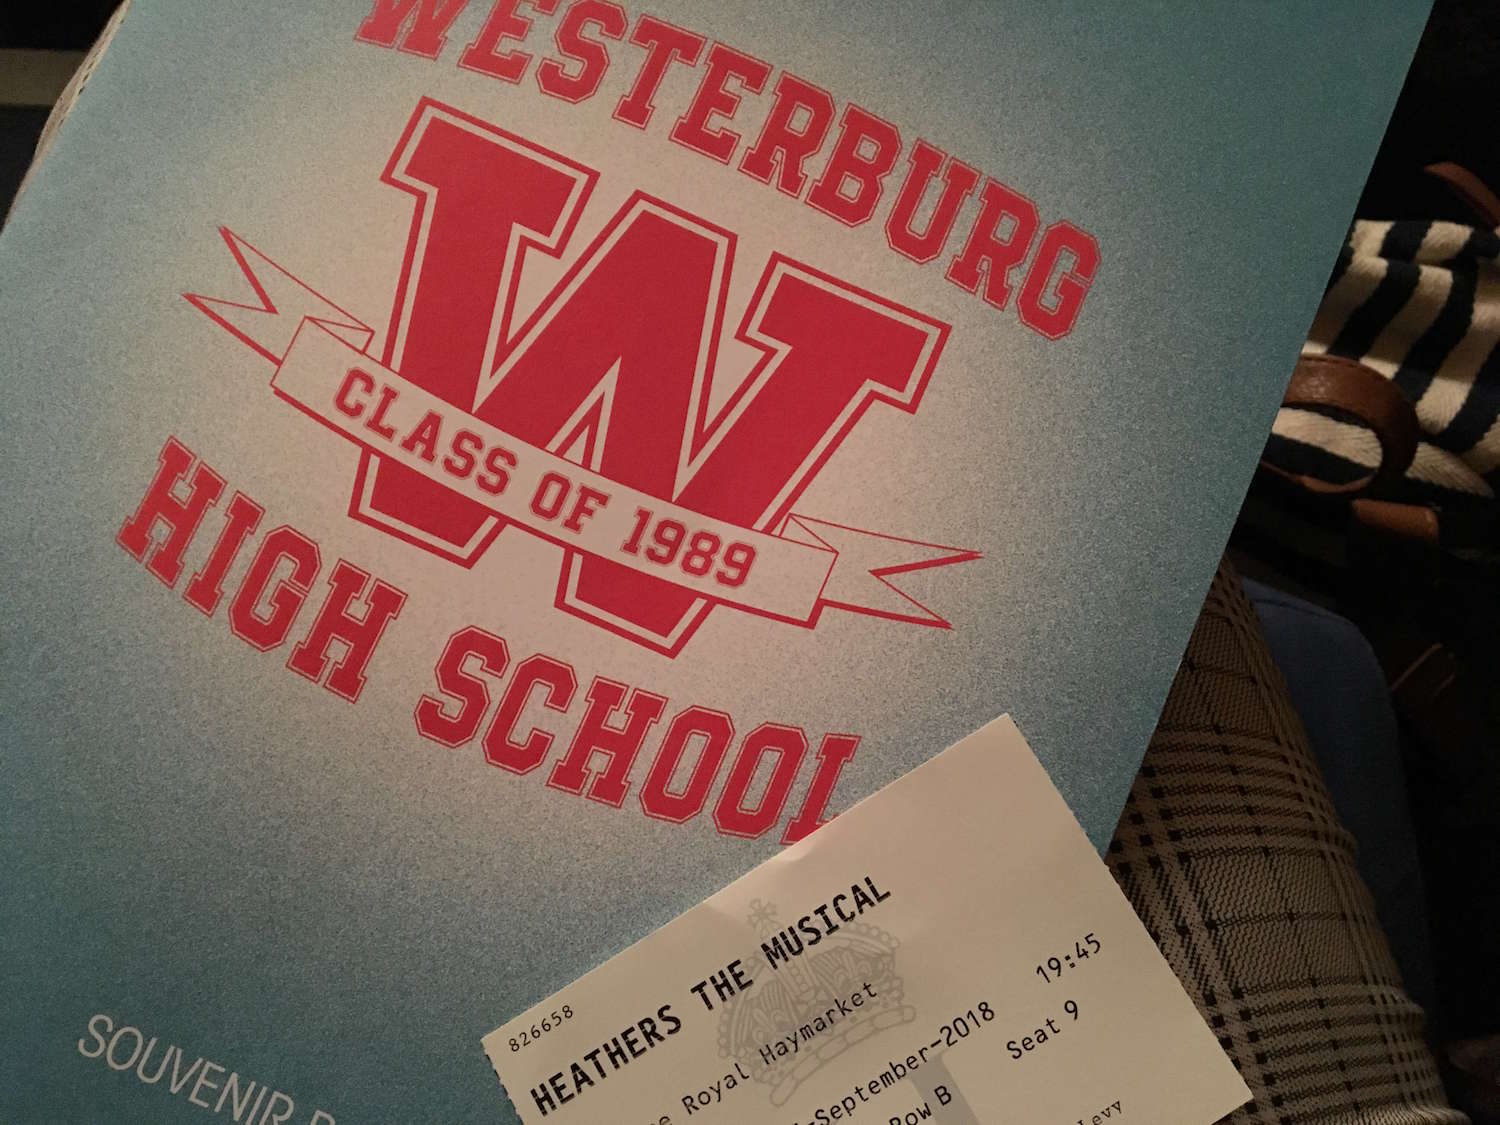 WESTERBURG
W
CLASS OF 1989
HIGH SCHOOL
SOUVENIR
826658
HEATHERS THE MUSICAL
Royal Haymarket
-September-2018 19:45
Row B Seat 9
Levy